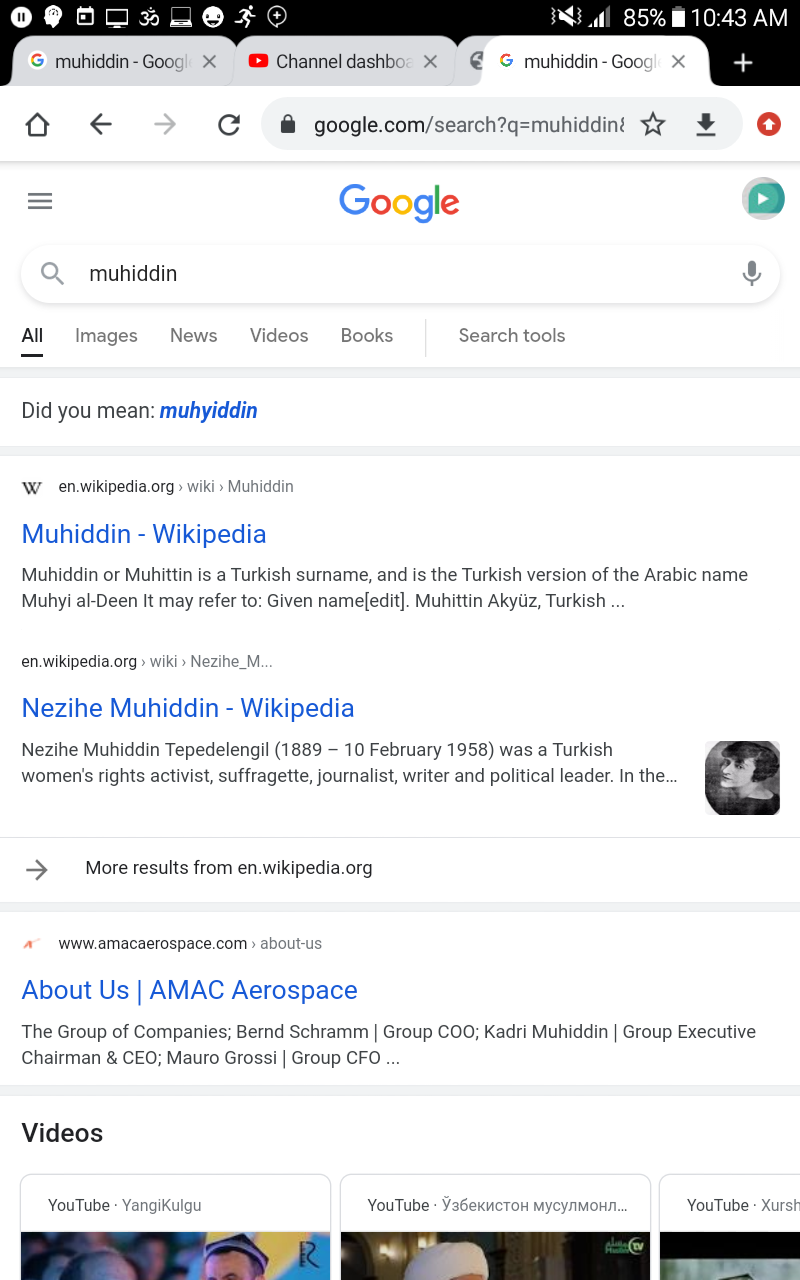 85% 10:43 AM
muhiddin - Googl
Channel dashboa
muhiddin - Googl
google.com/search?q=muhiddin&
Google
muhiddin
All Images News Videos Books Search tools
Did you mean: muhyiddin
en.wikipedia.org › wiki › Muhiddin
Muhiddin - Wikipedia
Muhiddin or Muhittin is a Turkish surname, and is the Turkish version of the Arabic name
Muhyi al-Deen It may refer to: Given name[edit]. Muhittin Akyüz, Turkish ...
en.wikipedia.org › wiki › Nezihe_M...
Nezihe Muhiddin - Wikipedia
Nezihe Muhiddin Tepedelengil (1889 – 10 February 1958) was a Turkish
women's rights activist, suffragette, journalist, writer and political leader. In the...
More results from en.wikipedia.org
www.amacaerospace.com › about-us
About Us | AMAC Aerospace
The Group of Companies; Bernd Schramm | Group COO; Kadri Muhiddin | Group Executive
Chairman & CEO; Mauro Grossi | Group CFO ...
Videos
YouTube · YangiKulgu
YouTube · Ўзбекистон мусулмонл...
YouTube · Xursh